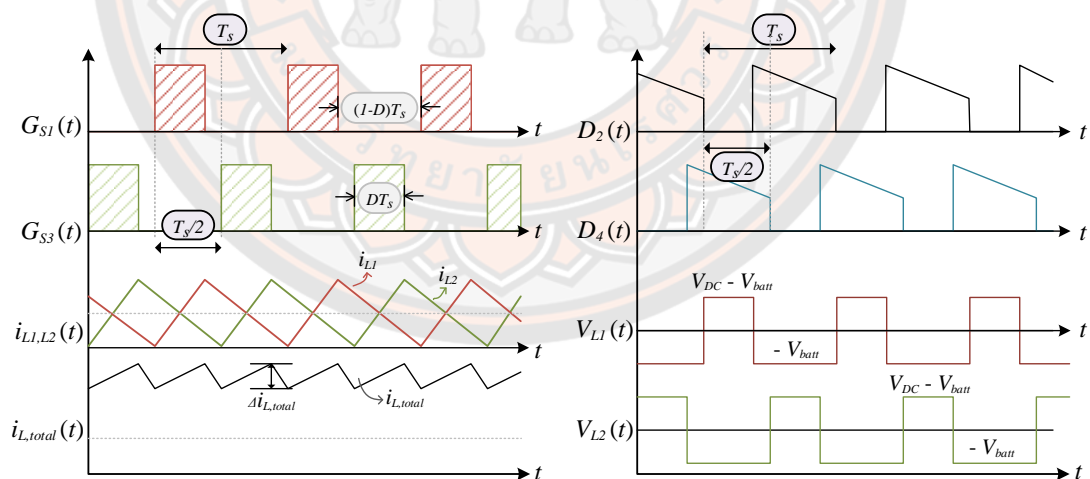 T_s
G_S1(t)
(1-D)T_s
t
G_S3(t)
DT_s
T_s/2
t
i_L1
i_L2
i_L1,L2(t)
t
Δi_L,total
i_L,total
i_L,total(t)
t
T_s
D_2(t)
t
T_s/2
D_4(t)
t
V_DC - V_batt
V_L1(t)
- V_batt
t
V_DC - V_batt
V_L2(t)
- V_batt
t